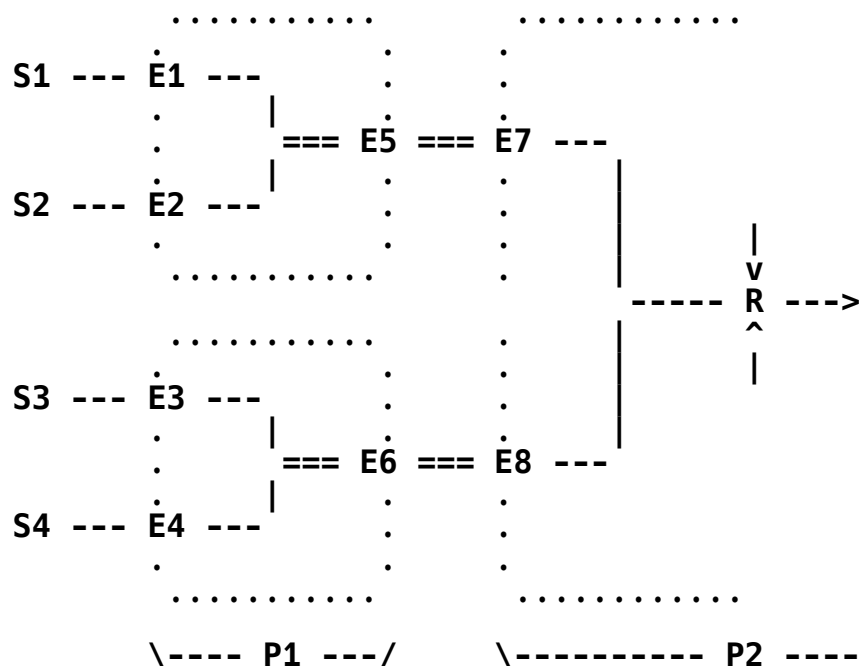 ...........       ............
          .           .     .
S1 --- E1 ---         .     .
          .     |     .     .
          .      === E5 === E7 ---
          .     |     .     .     |
S2 --- E2 ---         .     .     |
          .           .     .     |      |
           ...........      .     |      v
                                   ----- R --->
           ...........      .     |      ^
          .           .     .     |      |
S3 --- E3 ---         .     .     |
          .     |     .     .     |
          .      === E6 === E8 ---
          .     |     .     .
S4 --- E4 ---         .     .
          .           .     .
           ...........       ............
          \---- P1 ---/     \---------- P2 ----